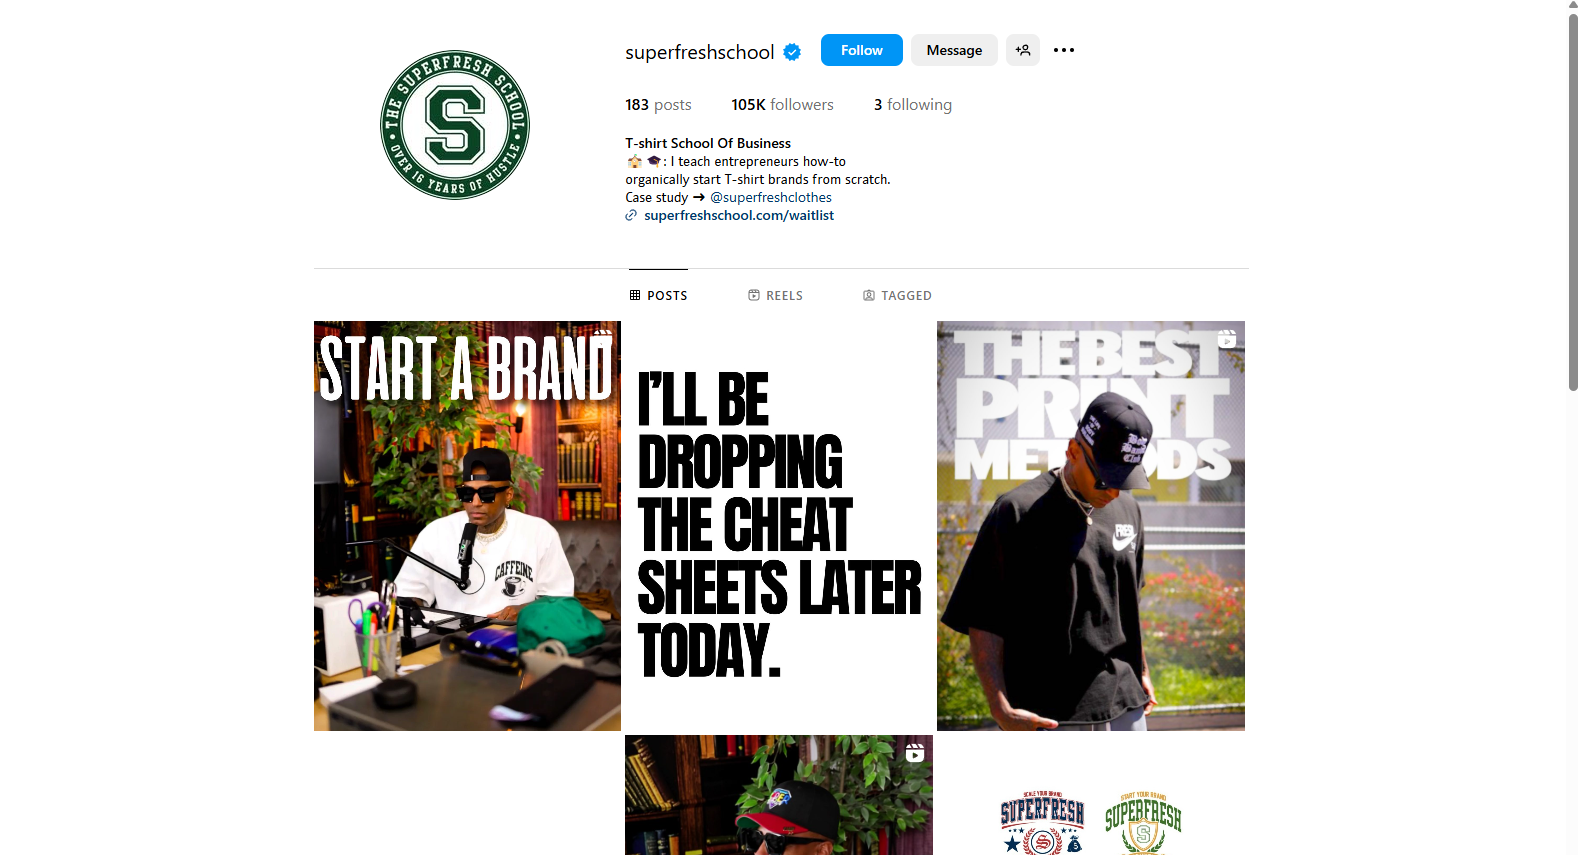 THE SUPERFRESH SCHOOL
S
OVER 16 YEARS OF HUSTLE
superfreshschool
Follow
Message
183 posts
105K followers
3 following
T-shirt School Of Business
: I teach entrepreneurs how-to
organically start T-shirt brands from scratch.
Case study → @superfreshclothes
superfreshschool.com/waitlist
POSTS
REELS
TAGGED
START A BRAND
CAFFEINE
I'LL BE
DROPPING
THE CHEAT
SHEETS LATER
TODAY.
THE BEST
PRINT
METHODS
FRESH
SCALE YOUR BRAND
SUPERFRESH
S
START YOUR BRAND
SUPERFRESH
S